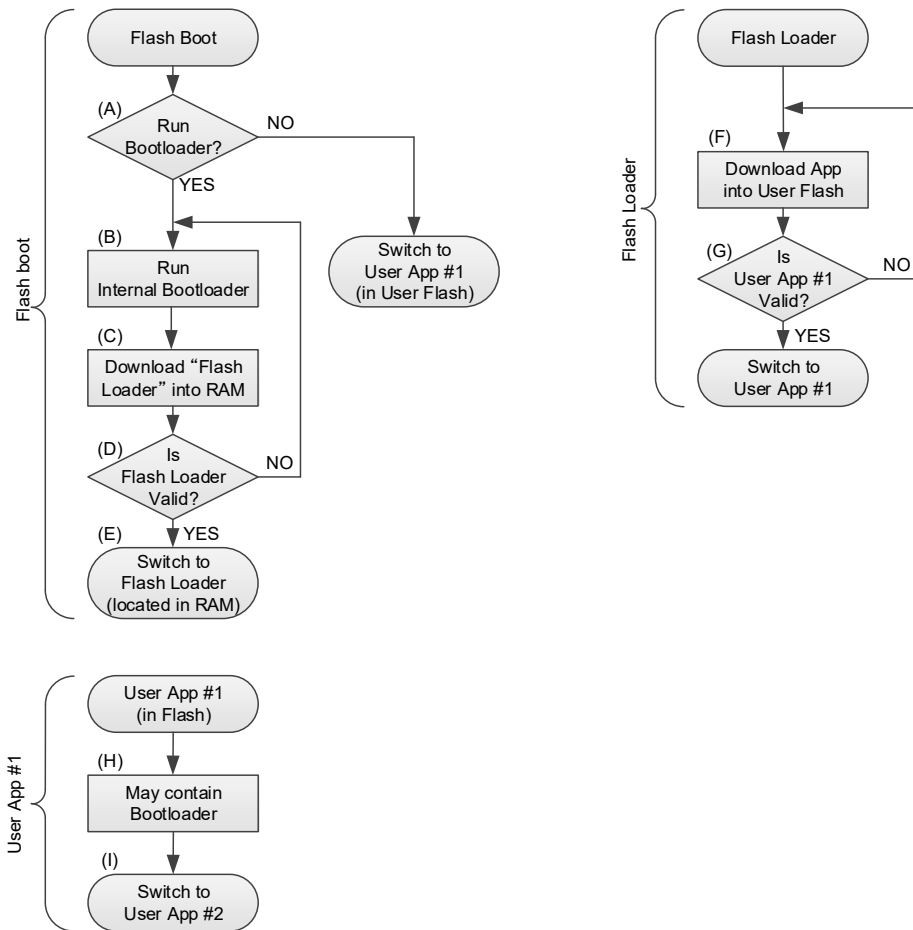 Flash boot
Flash Boot
(A)
Run
Bootloader?
NO
YES
Switch to
User App #1
(in User Flash)
(B)
Run
Internal Bootloader
(C)
Download “Flash
Loader” into RAM
(D)
Is
Flash Loader
Valid?
NO
YES
(E)
Switch to
Flash Loader
(located in RAM)
Flash Loader
Flash Loader
(F)
Download App
into User Flash
(G)
Is
User App #1
Valid?
NO
YES
Switch to
User App #1
User App #1
User App #1
(in Flash)
(H)
May contain
Bootloader
(I)
Switch to
User App #2